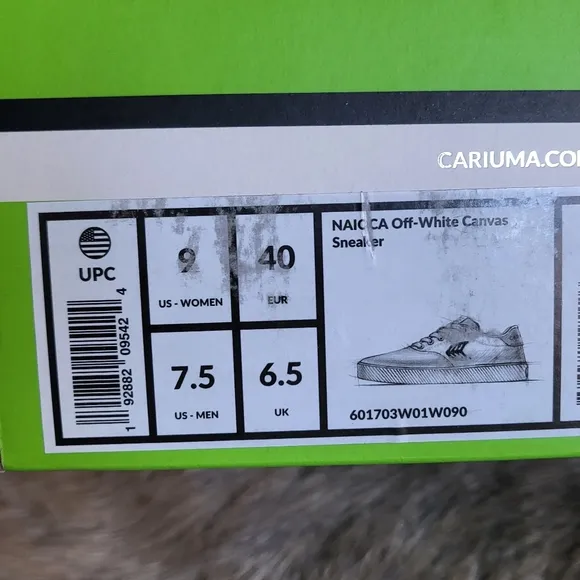 CARIUMA.CO
UPC
1 92882 09542 4
9
US - WOMEN
40
EUR
7.5
US - MEN
6.5
UK
NAIOCA Off-White Canvas
Sneaker
601703W01W090